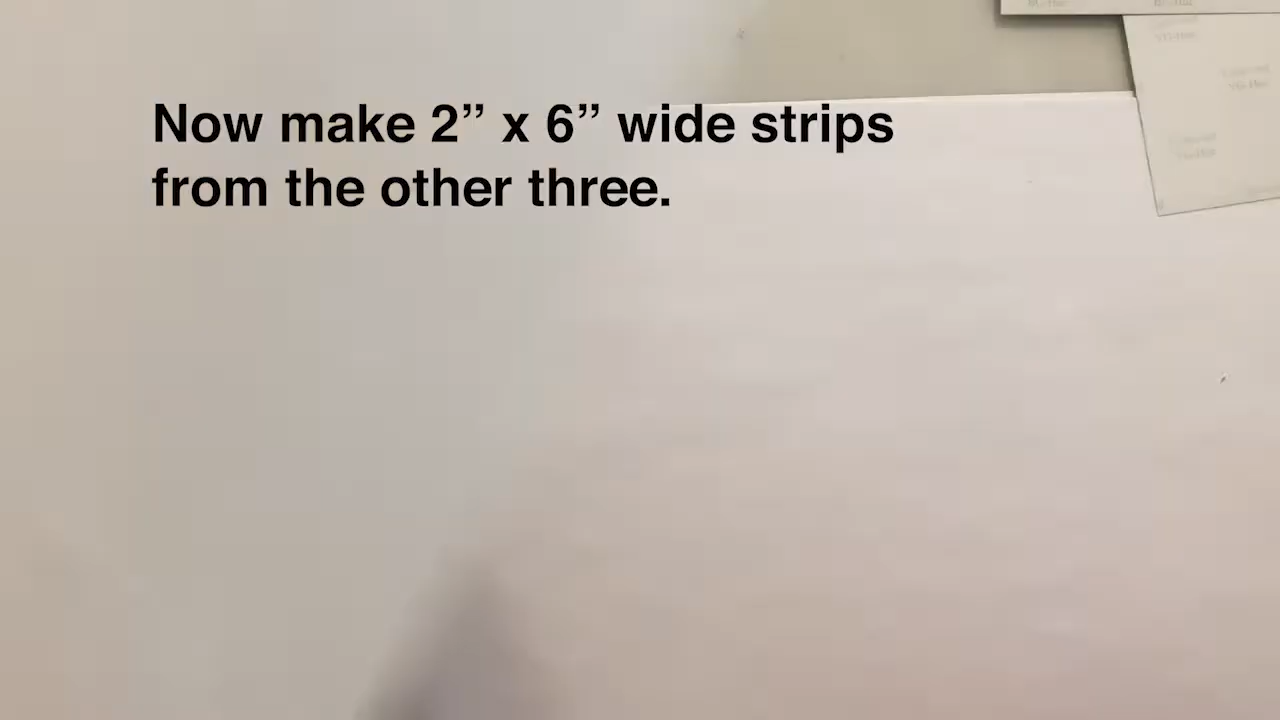 Now make 2” x 6” wide strips
from the other three.